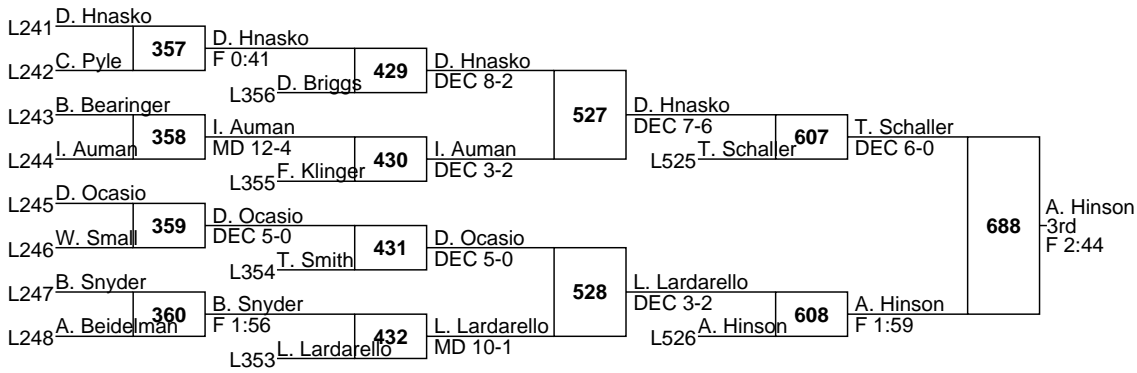 D. Hnasko
L241
357
D. Hnasko
F 0:41
L242
C. Pyle
429
D. Hnasko
DEC 8-2
L356
D. Briggs
L243
B. Bearinger
527
D. Hnasko
DEC 7-6
358
I. Auman
MD 12-4
607
T. Schaller
DEC 6-0
L244
I. Auman
430
I. Auman
DEC 3-2
L525
T. Schaller
L355
F. Klinger
L245
D. Ocasio
688
A. Hinson
3rd
F 2:44
359
D. Ocasio
DEC 5-0
L246
W. Small
431
D. Ocasio
DEC 5-0
L354
T. Smith
L247
B. Snyder
528
L. Lardarello
DEC 3-2
360
B. Snyder
F 1:56
608
A. Hinson
F 1:59
L248
A. Beidelman
432
L. Lardarello
MD 10-1
L526
A. Hinson
L353
L. Lardarello